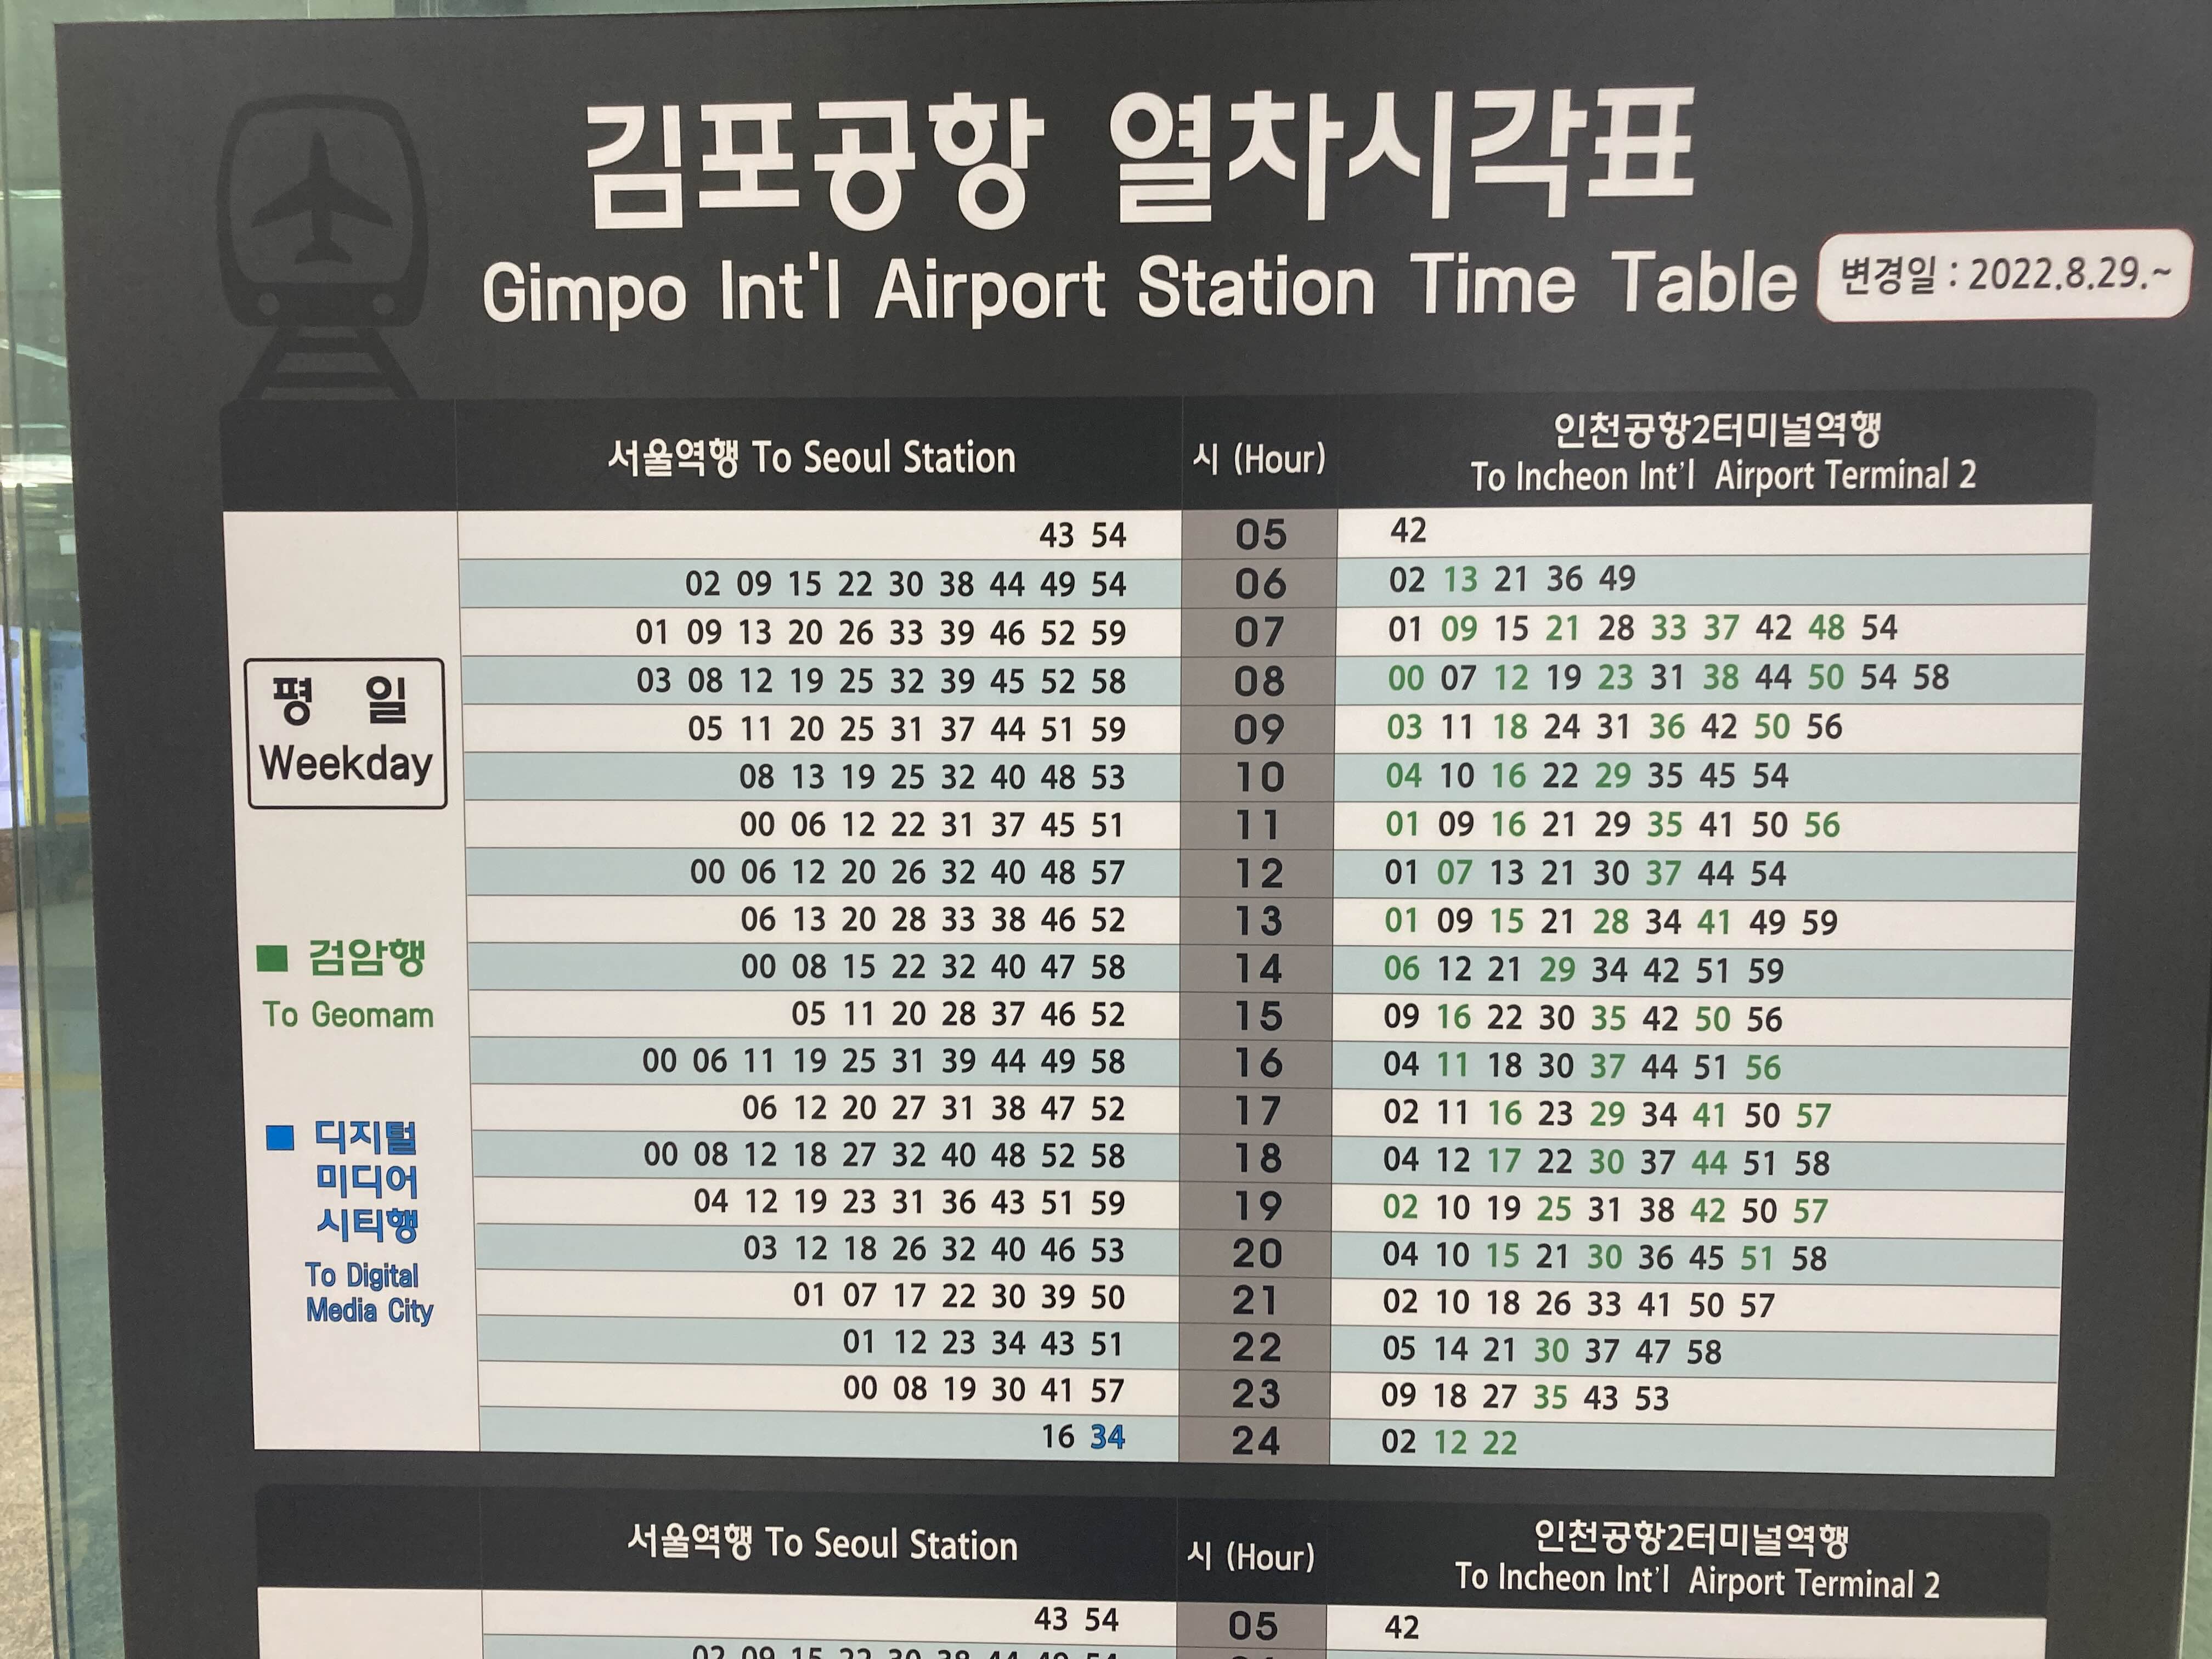 김포공항 열차시각표
Gimpo Int'l Airport Station Time Table
변경일 : 2022.8.29.~
서울역행 To Seoul Station 시 (Hour) 인천공항2터미널역행
To Incheon Int'l Airport Terminal 2
평 일
Weekday
■ 검암행
To Geomam
■ 디지털
미디어
시티행
To Digital
Media City
43 54 05 42
02 09 15 22 30 38 44 49 54 06 02 13 21 36 49
01 09 13 20 26 33 39 46 52 59 07 01 09 15 21 28 33 37 42 48 54
03 08 12 19 25 32 39 45 52 58 08 00 07 12 19 23 31 38 44 50 54 58
05 11 20 25 31 37 44 51 59 09 03 11 18 24 31 36 42 50 56
08 13 19 25 32 40 48 53 10 04 10 16 22 29 35 45 54
00 06 12 22 31 37 45 51 11 01 09 16 21 29 35 41 50 56
00 06 12 20 26 32 40 48 57 12 01 07 13 21 30 37 44 54
06 13 20 28 33 38 46 52 13 01 09 15 21 28 34 41 49 59
00 08 15 22 32 40 47 58 14 06 12 21 29 34 42 51 59
05 11 20 28 37 46 52 15 09 16 22 30 35 42 50 56
00 06 11 19 25 31 39 44 49 58 16 04 11 18 30 37 44 51 56
06 12 20 27 31 38 47 52 17 02 11 16 23 29 34 41 50 57
00 08 12 18 27 32 40 48 52 58 18 04 12 17 22 30 37 44 51 58
04 12 19 23 31 36 43 51 59 19 02 10 19 25 31 38 42 50 57
03 12 18 26 32 40 46 53 20 04 10 15 21 30 36 45 51 58
01 07 17 22 30 39 50 21 02 10 18 26 33 41 50 57
01 12 23 34 43 51 22 05 14 21 30 37 47 58
00 08 19 30 41 57 23 09 18 27 35 43 53
16 34 24 02 12 22
서울역행 To Seoul Station 시 (Hour) 인천공항2터미널역행
To Incheon Int'l Airport Terminal 2
43 54 05 42
02 09 15 22 30 38 44 49 54